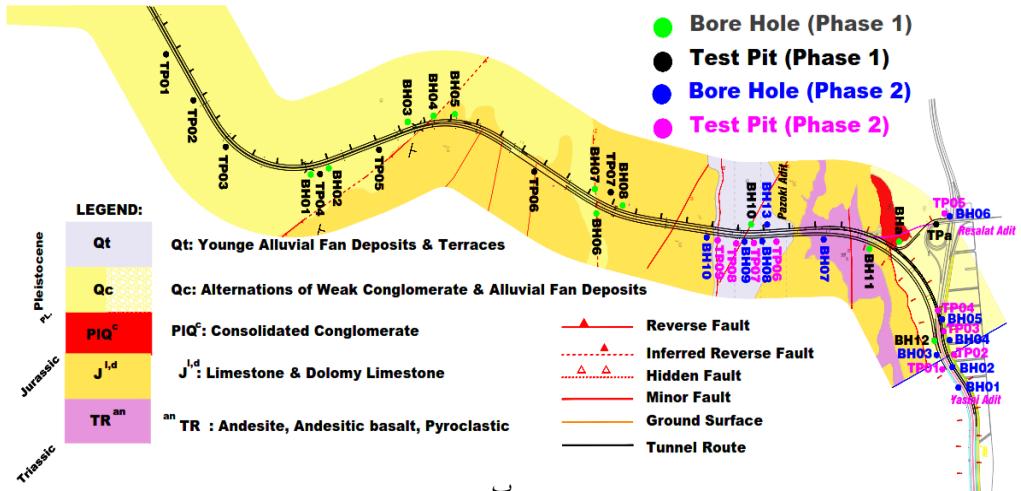 Bore Hole (Phase 1)
Test Pit (Phase 1)
Bore Hole (Phase 2)
Test Pit (Phase 2)
TP01
TP02
TP03
BH01
TP04
BH02
TP05
BH03
BH04
BH05
TP06
BH07
TP07
BH08
BH06
BH10
BH13
Pazoki Adit
BH10
TP09
TP08
BH09
TP07
BH08
TP06
BH07
BH11
BHa
TPa
TP05
BH06
Resalat Adit
TP04
BH05
TP03
BH12
BH04
BH03
TP02
TP01
BH02
BH01
Yasini Adit
LEGEND:
Pleistocene
PL.
Jurassic
Triassic
Qt
Qt: Younge Alluvial Fan Deposits & Terraces
Qc
Qc: Alternations of Weak Conglomerate & Alluvial Fan Deposits
PlQc
PlQc: Consolidated Conglomerate
Jl,d
Jl,d: Limestone & Dolomy Limestone
TRan
an TR : Andesite, Andesitic basalt, Pyroclastic
Reverse Fault
Inferred Reverse Fault
Hidden Fault
Minor Fault
Ground Surface
Tunnel Route